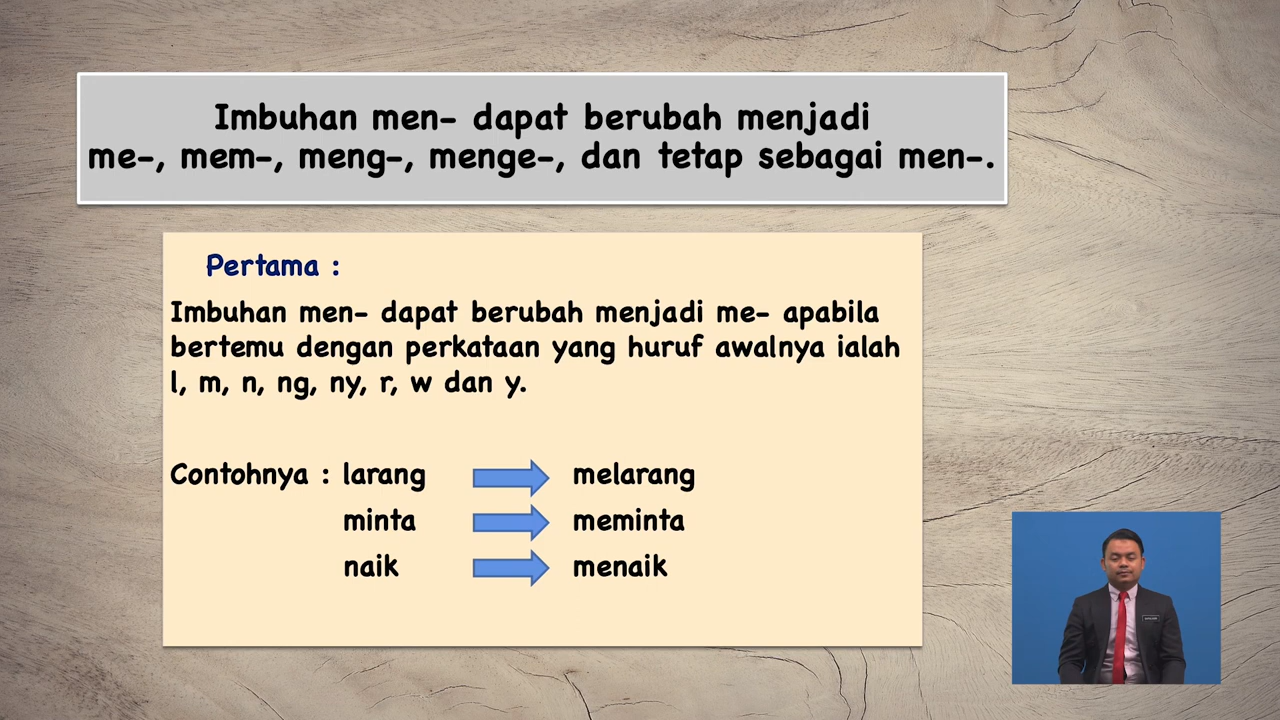 Imbuhan men- dapat berubah menjadi
me-, mem-, meng-, menge-, dan tetap sebagai men-.
Pertama :
Imbuhan men- dapat berubah menjadi me- apabila
bertemu dengan perkataan yang huruf awalnya ialah
l, m, n, ng, ny, r, w dan y.
Contohnya : larang melarang
minta meminta
naik menaik